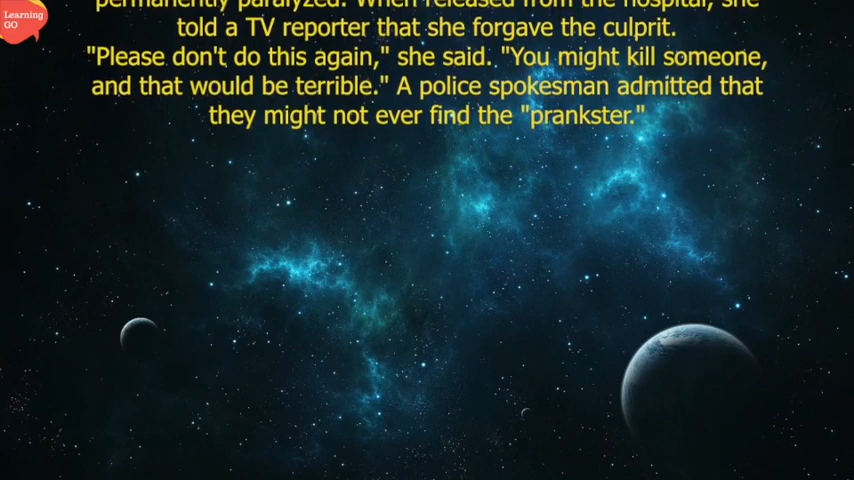 Learning
GO
permanently paralyzed. When released from the hospital, she
told a TV reporter that she forgave the culprit.
"Please don't do this again," she said. "You might kill someone,
and that would be terrible." A police spokesman admitted that
they might not ever find the "prankster."